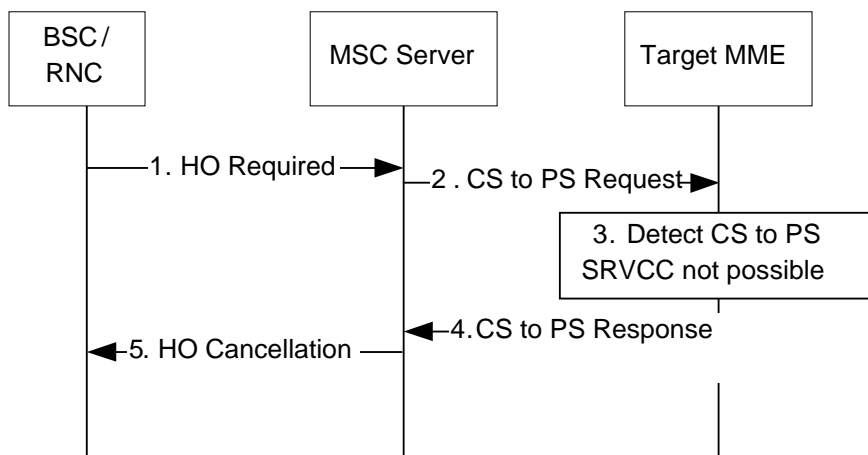 BSC/
RNC
MSC Server
Target MME
1. HO Required
2 . CS to PS Request
3. Detect CS to PS
SRVCC not possible
4.CS to PS Response
5. HO Cancellation